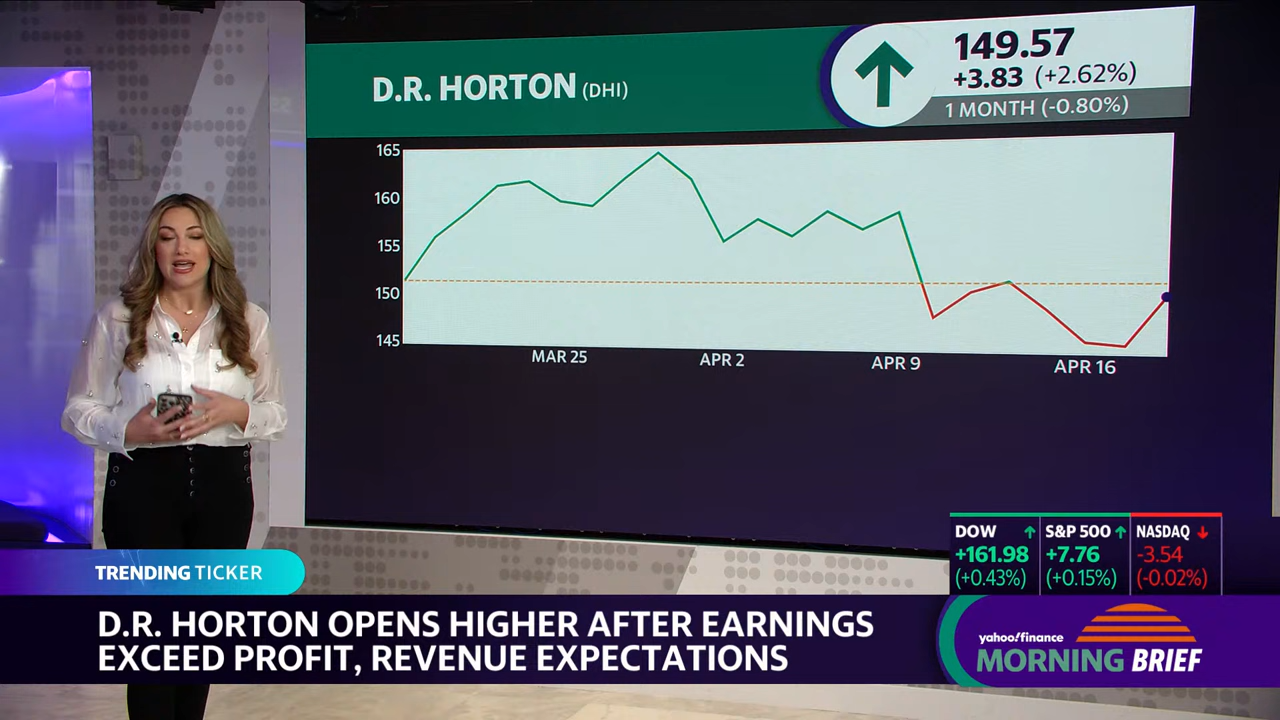 D.R. HORTON (DHI)
149.57
+3.83 (+2.62%)
1 MONTH (-0.80%)
165
160
155
150
145
MAR 25
APR 2
APR 9
APR 16
DOW
+161.98
(+0.43%)
S&P 500
+7.76
(+0.15%)
NASDAQ
-3.54
(-0.02%)
TRENDING TICKER
D.R. HORTON OPENS HIGHER AFTER EARNINGS
EXCEED PROFIT, REVENUE EXPECTATIONS
yahoo!finance
MORNING BRIEF